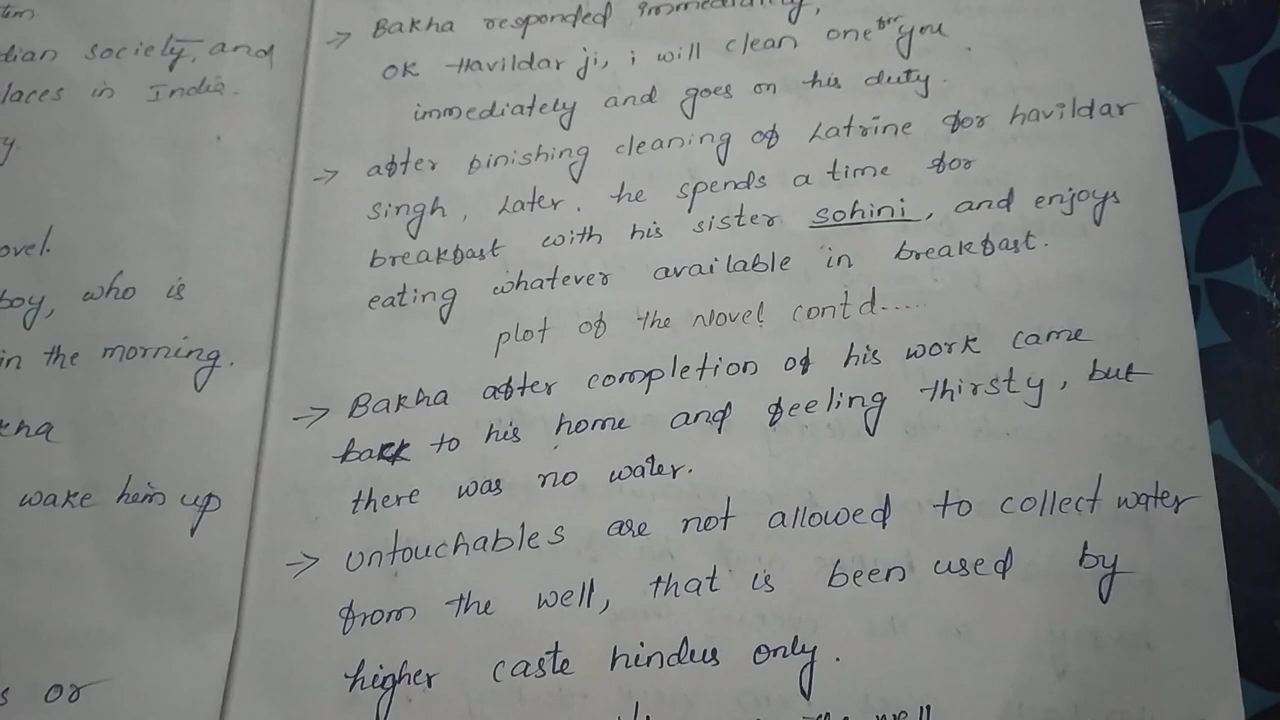 tian society, and
laces in India.
y.
ovel.
boy, who is
in the morning.
kha
wake him up
s or
-> Bakha responded immediatly,
OK Havildar ji, i will clean one for you
immediately and goes on his duty.
-> after finishing cleaning of Latrine for havildar
singh, Later. he spends a time for
breakfast with his sister sohini, and enjoys
eating whatever available in breakfast.
plot of the Novel contd.....
-> Bakha after completion of his work came
back to his home and feeling thirsty, but
there was no water.
-> untouchables are not allowed to collect water
from the well, that is been used by
higher caste hindus only.
the well